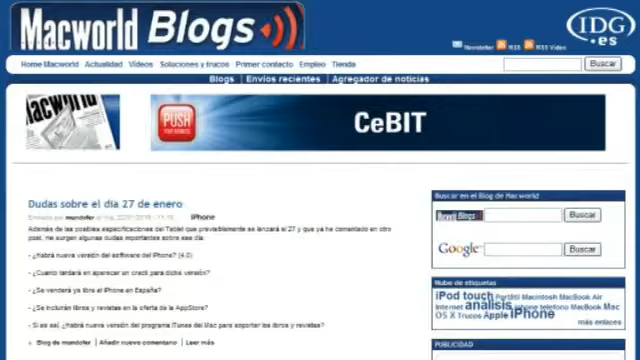 Macworld Blogs
IDG
.es
Newsletter RSS RSS Video
Home Macworld Actualidad Vídeos Soluciones y trucos Primer contacto Empleo Tienda
Buscar
Blogs Envíos recientes Agregador de noticias
Macworld
PUSH
CeBIT
Dudas sobre el día 27 de enero
Enviado por mundofer
iPhone
Además de las posibles especificaciones del Tablet que previsiblemente se lanzará el 27 y que ya he comentado en otro
post, me surgen algunas dudas importantes sobre ese día.
- ¿Habrá nueva versión del software del iPhone? (4.0)
- ¿Cuanto tardará en aparecer un crack para dicha versión?
- ¿Se venderá ya libre el iPhone en España?
- ¿Se incluirán libros y revistas en la oferta de la AppStore?
- Si es así, ¿habrá nueva versión del programa iTunes del Mac para soportar los libros y revistas?
Blog de mundofer Añadir nuevo comentario Leer más
Buscar en el Blog de Macworld
Macworld Blogs Buscar
Google Buscar
Nube de etiquetas
iPod touch Portátil Macintosh MacBook Air
Internet análisis iphone telefono MacBook Mac
OS X Trucos Apple iPhone
más enlaces
PUBLICIDAD